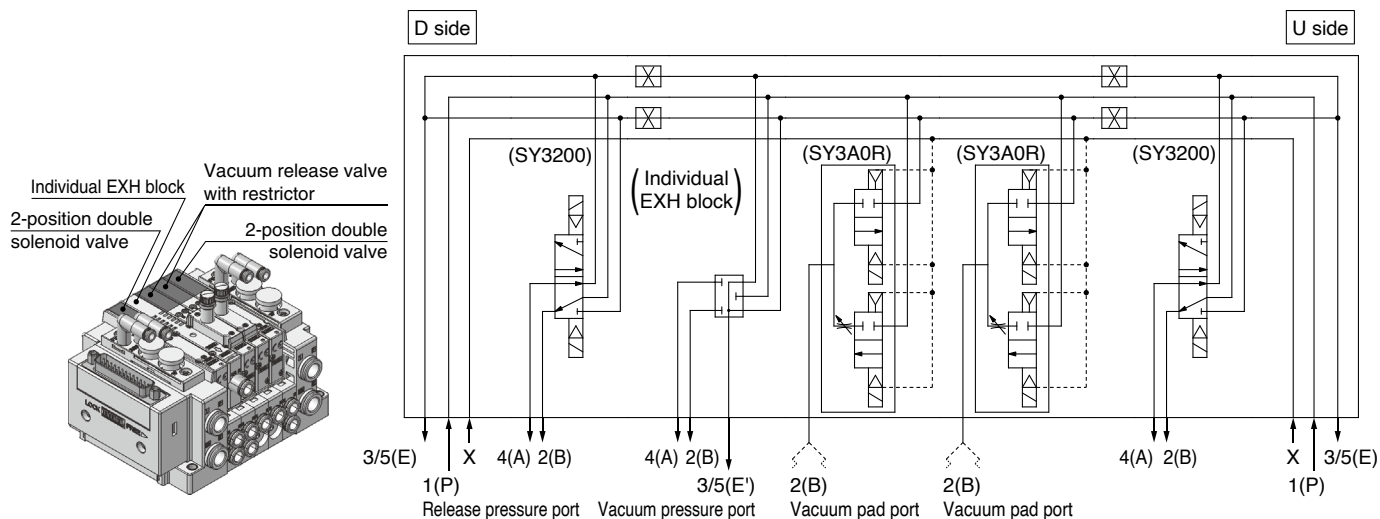 D side
U side
(SY3200)
(Individual
EXH block)
(SY3A0R)
(SY3A0R)
(SY3200)
Individual EXH block
2-position double
solenoid valve
Vacuum release valve
with restrictor
2-position double
solenoid valve
LOCK
FREE
3/5(E)
X
4(A) 2(B)
4(A) 2(B)
4(A) 2(B)
X
3/5(E)
1(P)
3/5(E')
2(B)
2(B)
1(P)
Release pressure port
Vacuum pressure port
Vacuum pad port
Vacuum pad port